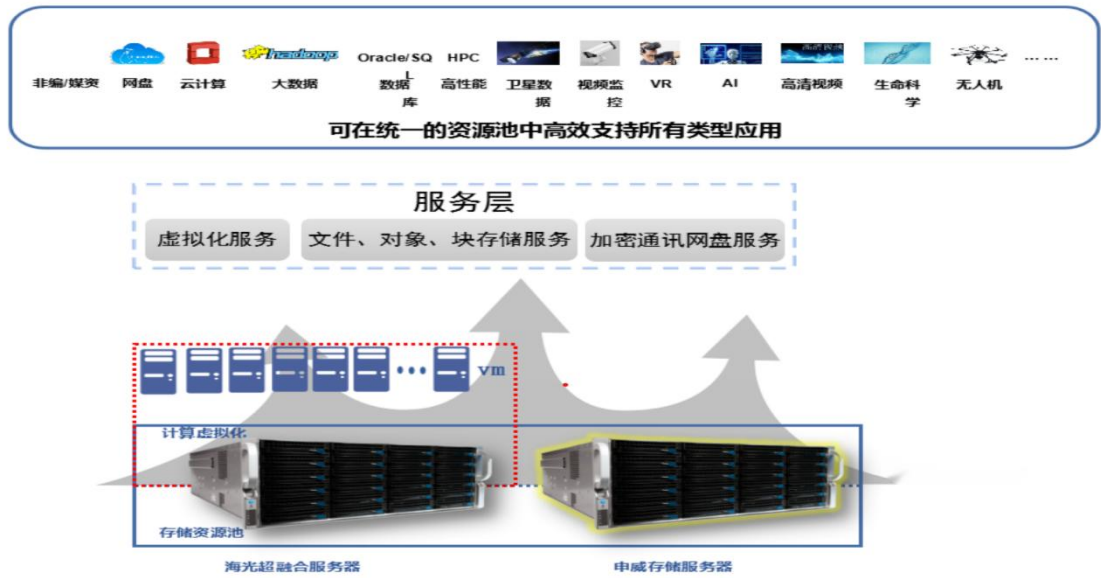 hadoop
Oracle/SQL
HPC
非编/媒资
网盘
云计算
大数据
数据库
高性能
卫星数据
视频监控
VR
AI
高清视频
生命科学
无人机
... ...
可在统一的资源池中高效支持所有类型应用
服务层
虚拟化服务
文件、对象、块存储服务
加密通讯网盘服务
... vm
计算虚拟化
存储资源池
海光超融合服务器
申威存储服务器